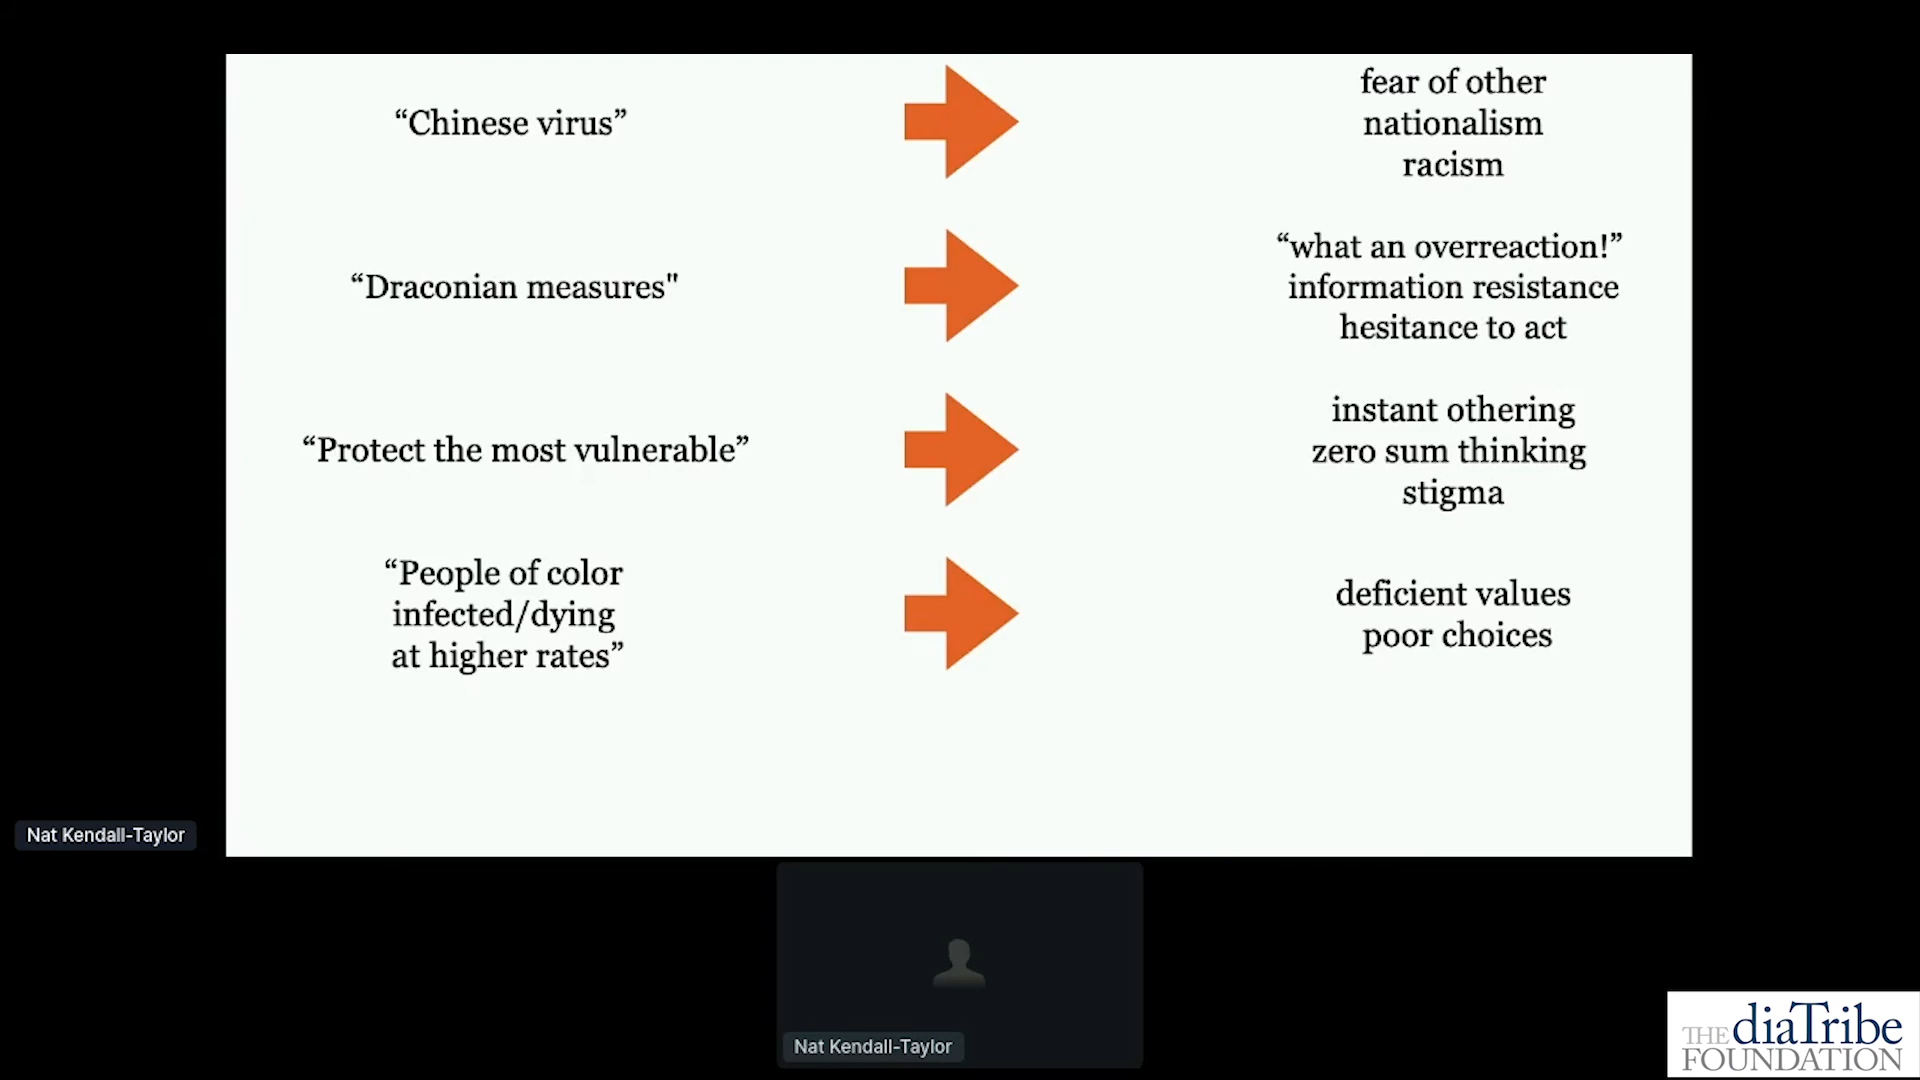 “Chinese virus”
fear of other
nationalism
racism
“Draconian measures"
“what an overreaction!”
information resistance
hesitance to act
“Protect the most vulnerable”
instant othering
zero sum thinking
stigma
“People of color
infected/dying
at higher rates”
deficient values
poor choices
Nat Kendall-Taylor
Nat Kendall-Taylor
THE diaTribe
FOUNDATION